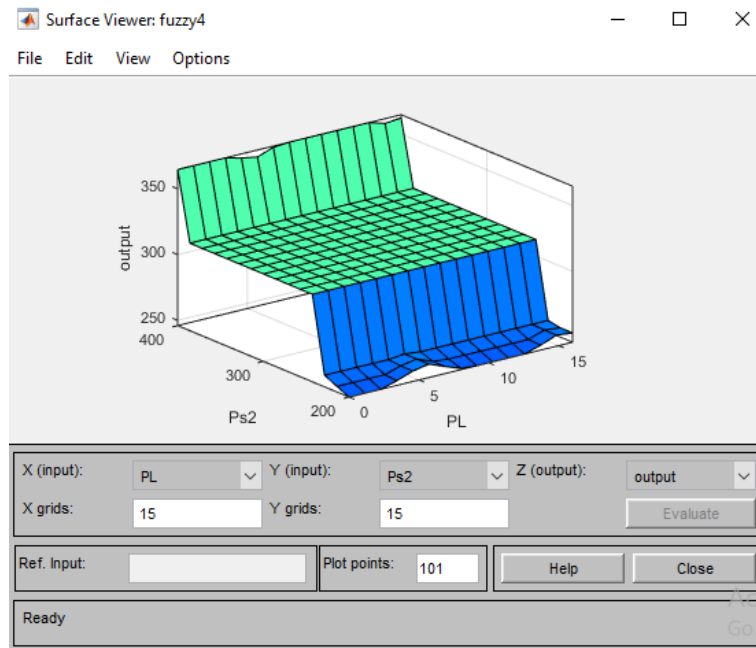 Surface Viewer: fuzzy4
File Edit View Options
350
300
250
output
400
300
200
Ps2
0
5
10
15
PL
X (input): PL Y (input): Ps2 Z (output): output
X grids: 15 Y grids: 15 Evaluate
Ref. Input: Plot points: 101 Help Close
Ready
Go